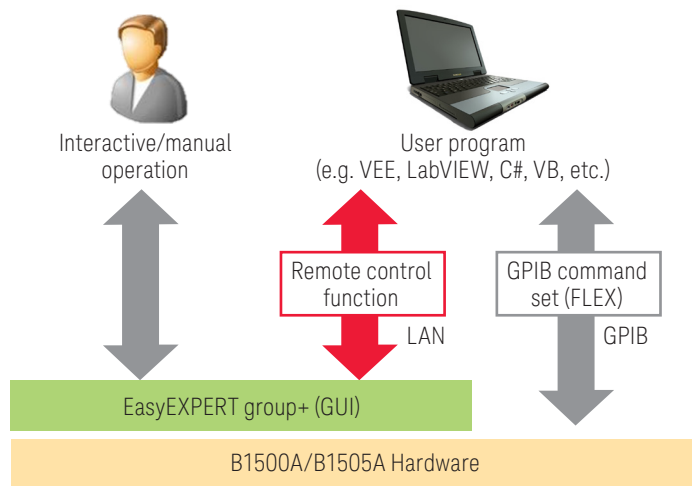 Interactive/manual
operation
User program
(e.g. VEE, LabVIEW, C#, VB, etc.)
Remote control
function
GPIB command
set (FLEX)
LAN
GPIB
EasyEXPERT group+ (GUI)
B1500A/B1505A Hardware